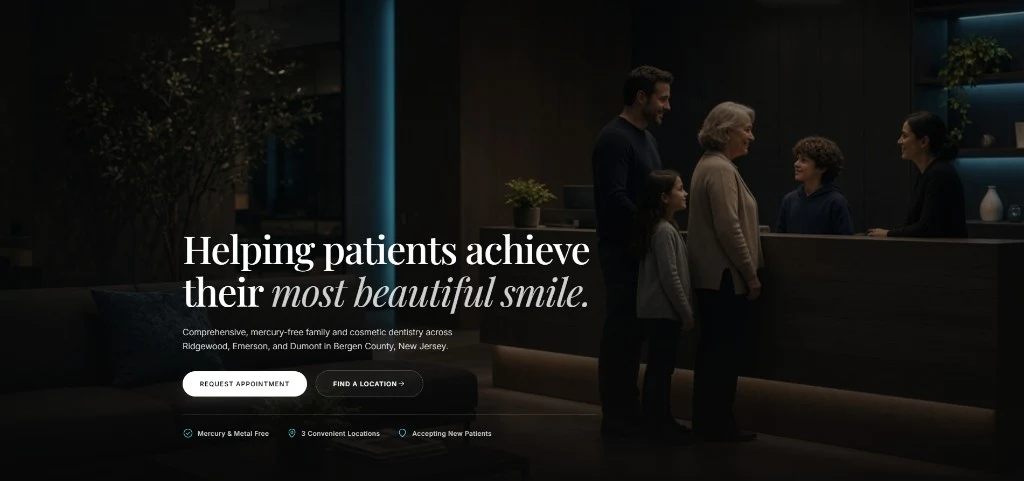 Helping patients achieve
their most beautiful smile.
Comprehensive, mercury-free family and cosmetic dentistry across
Ridgewood, Emerson, and Dumont in Bergen County, New Jersey.
REQUEST APPOINTMENT
FIND A LOCATION →
Mercury & Metal Free
3 Convenient Locations
Accepting New Patients